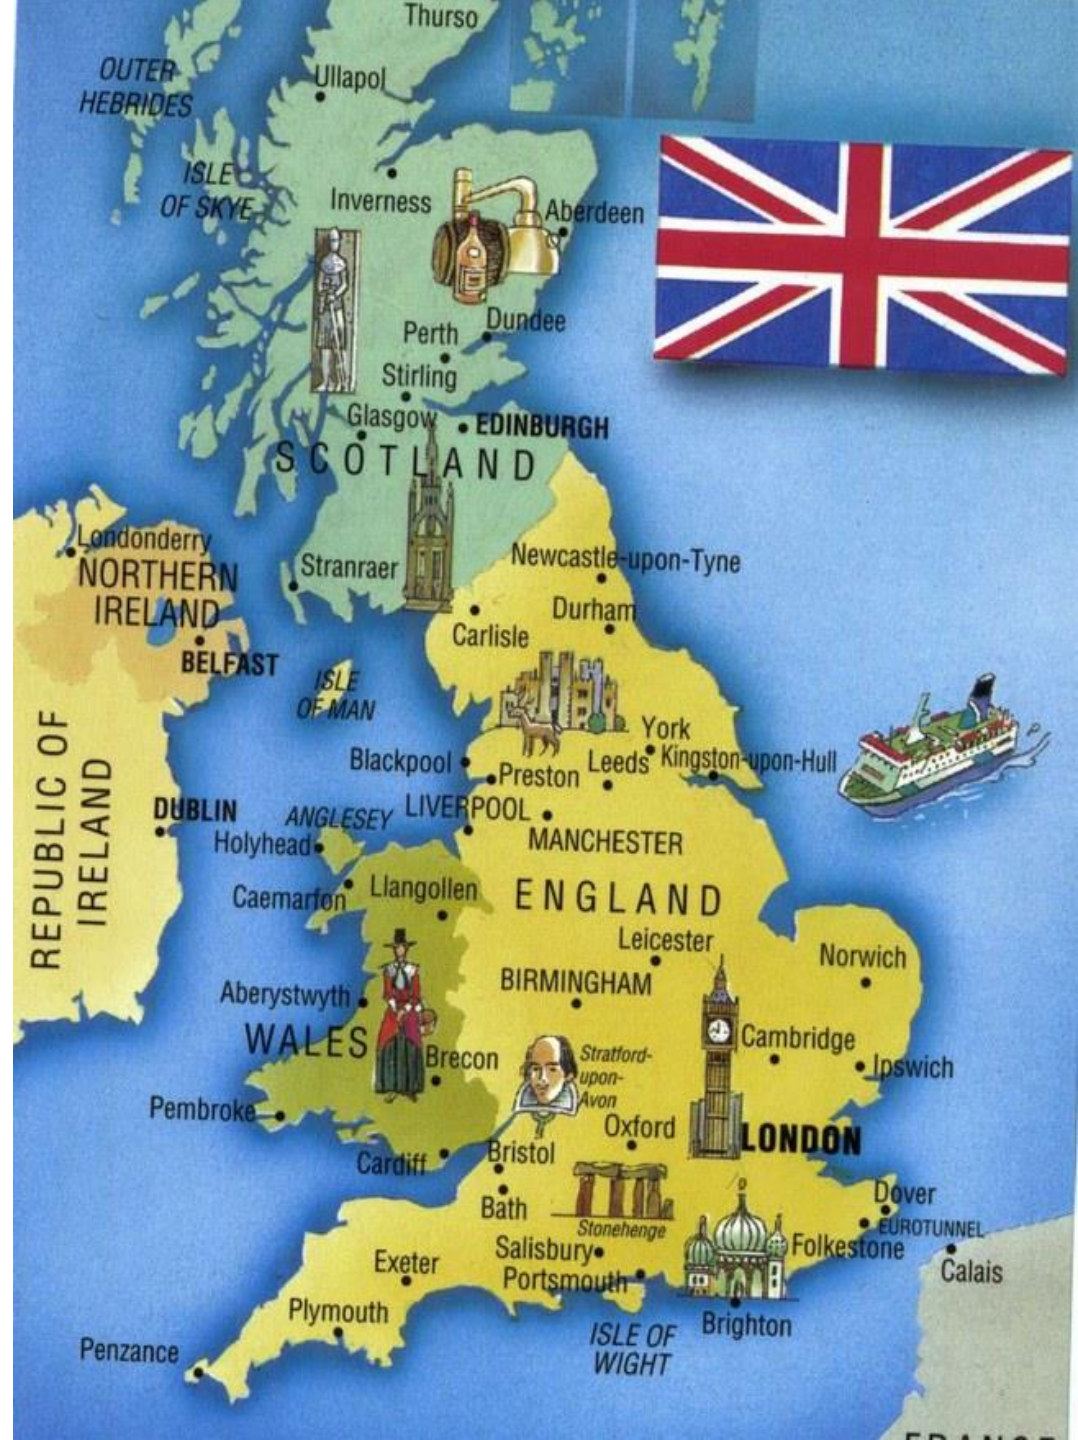 Thurso
OUTER
HEBRIDES
Ullapol
ISLE
OF SKYE
Inverness
Aberdeen
Dundee
Perth
Stirling
Glasgow
EDINBURGH
SCOTLAND
Londonderry
NORTHERN
IRELAND
BELFAST
Stranraer
Newcastle-upon-Tyne
Durham
Carlisle
ISLE
OF MAN
York
Blackpool
Leeds
Kingston-upon-Hull
Preston
REPUBLIC OF
IRELAND
DUBLIN
ANGLESEY
LIVERPOOL
Holyhead
MANCHESTER
Caemarfon
Llangollen
ENGLAND
Leicester
Norwich
BIRMINGHAM
Aberystwyth
WALES
Cambridge
Brecon
Stratford-
upon-
Avon
Ipswich
Pembroke
Oxford
LONDON
Cardiff
Bristol
Bath
Stonehenge
Dover
EUROTUNNEL
Salisbury
Folkestone
Exeter
Portsmouth
Calais
Plymouth
Brighton
ISLE OF
WIGHT
Penzance
FRANCE